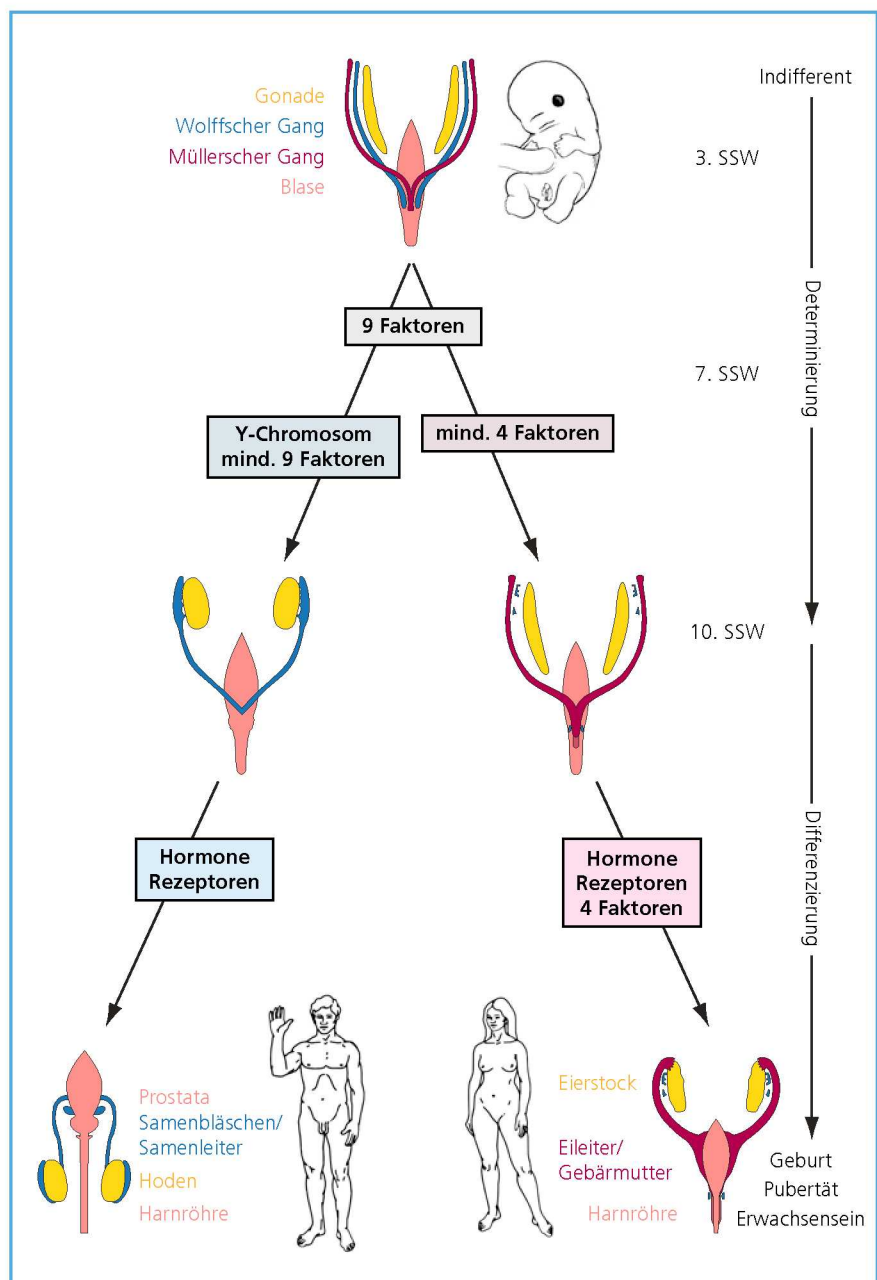 Gonade
Wolffscher Gang
Müllerscher Gang
Blase
Indifferent
3. SSW
9 Faktoren
7. SSW
Determinierung
Y-Chromosom
mind. 9 Faktoren
mind. 4 Faktoren
10. SSW
Hormone
Rezeptoren
Hormone
Rezeptoren
4 Faktoren
Differenzierung
Prostata
Samenbläschen/
Samenleiter
Hoden
Harnröhre
Eierstock
Eileiter/
Gebärmutter
Harnröhre
Geburt
Pubertät
Erwachsensein